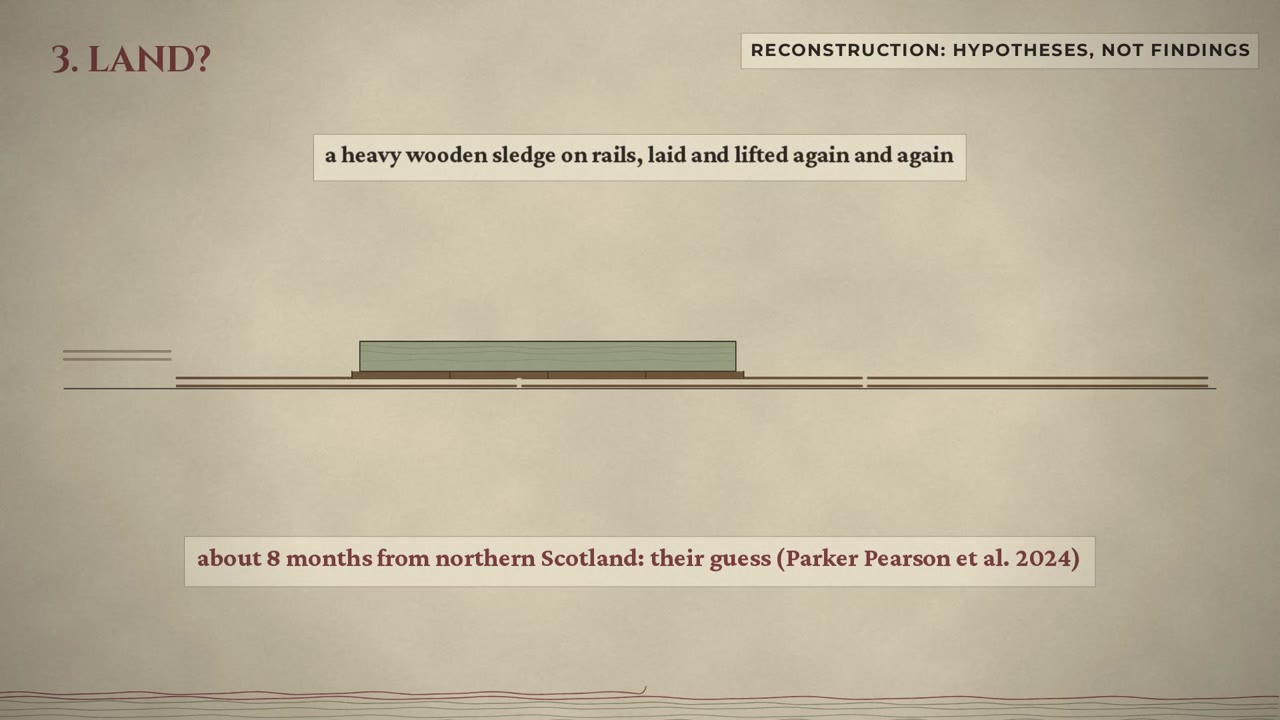 3. LAND?
RECONSTRUCTION: HYPOTHESES, NOT FINDINGS
a heavy wooden sledge on rails, laid and lifted again and again
about 8 months from northern Scotland: their guess (Parker Pearson et al. 2024)